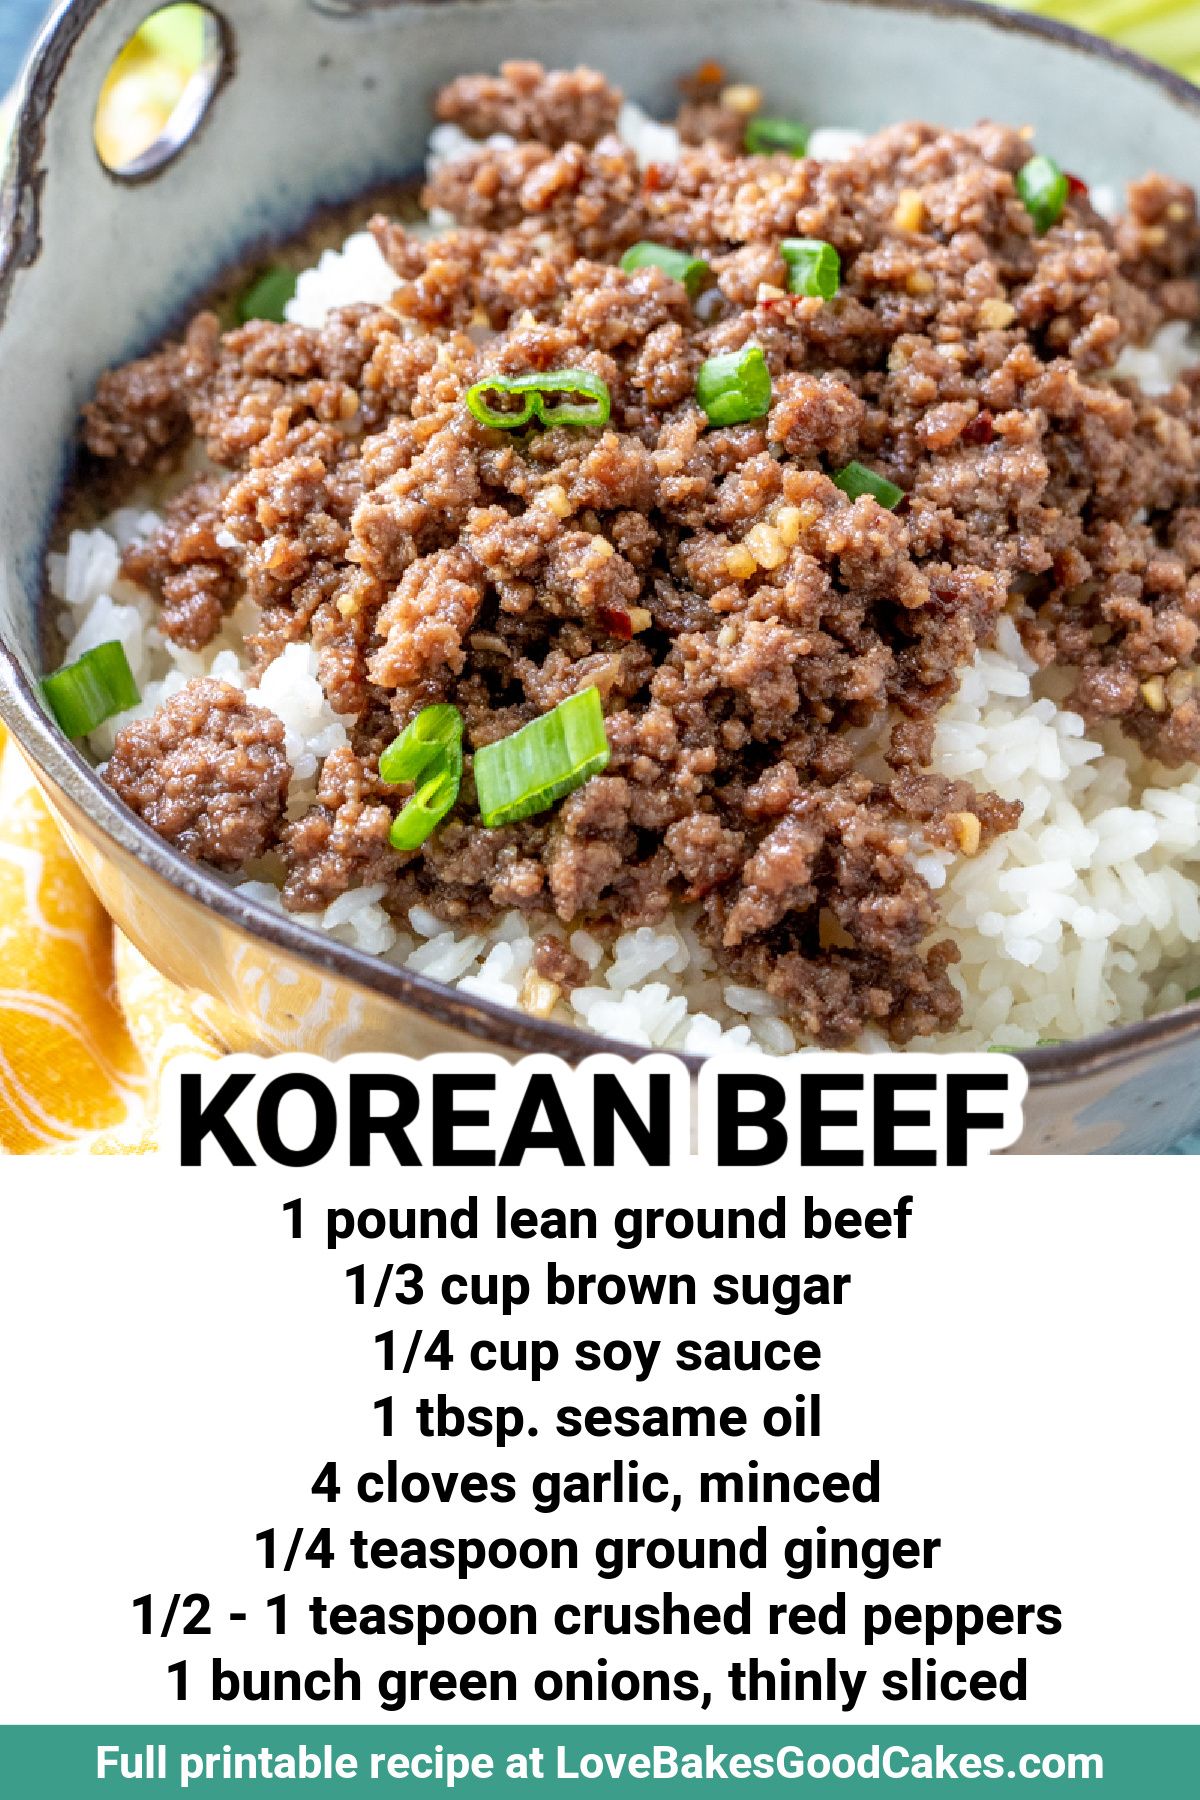 KOREAN BEEF
1 pound lean ground beef
1/3 cup brown sugar
1/4 cup soy sauce
1 tbsp. sesame oil
4 cloves garlic, minced
1/4 teaspoon ground ginger
1/2 - 1 teaspoon crushed red peppers
1 bunch green onions, thinly sliced
Full printable recipe at LoveBakesGoodCakes.com